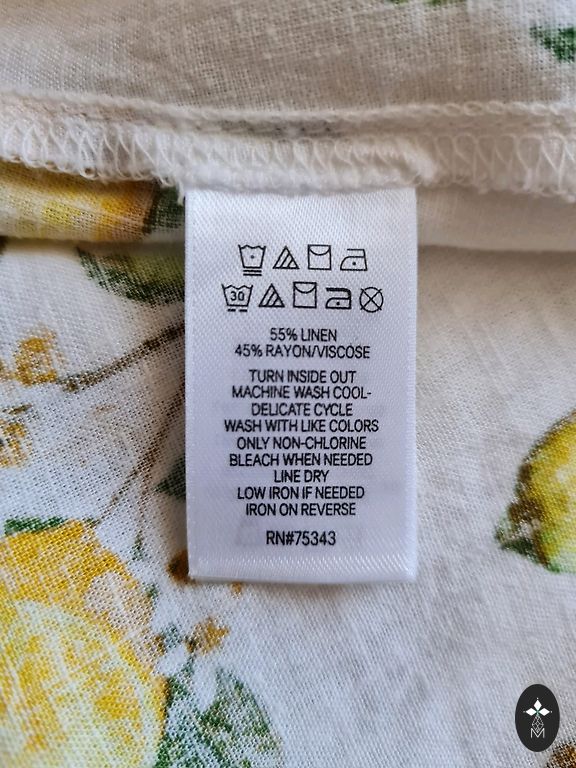 30
55% LINEN
45% RAYON/VISCOSE
TURN INSIDE OUT
MACHINE WASH COOL-
DELICATE CYCLE
WASH WITH LIKE COLORS
ONLY NON-CHLORINE
BLEACH WHEN NEEDED
LINE DRY
LOW IRON IF NEEDED
IRON ON REVERSE
RN#75343
M